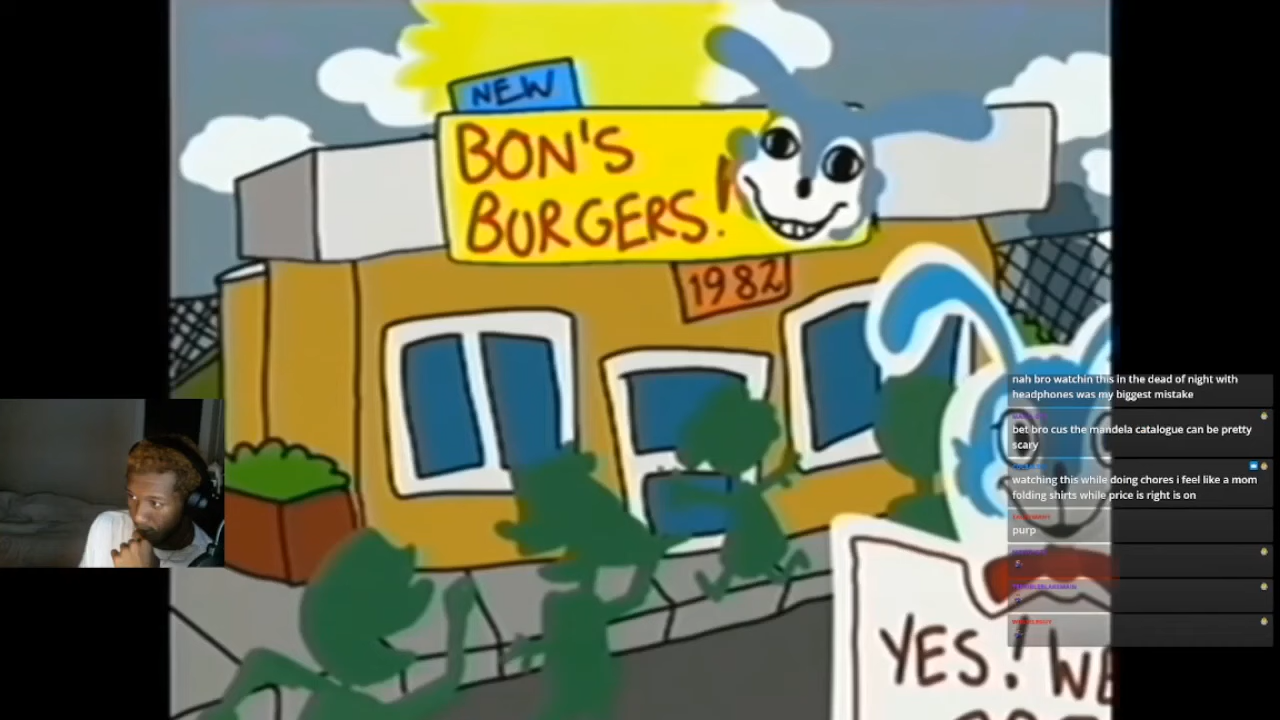 NEW
BON'S
BURGERS!
1982
nah bro watchin this in the dead of night with
headphones was my biggest mistake
bet bro cus the mandela catalogue can be pretty
scary
watching this while doing chores i feel like a mom
folding shirts while price is right is on
purp
YES! WE